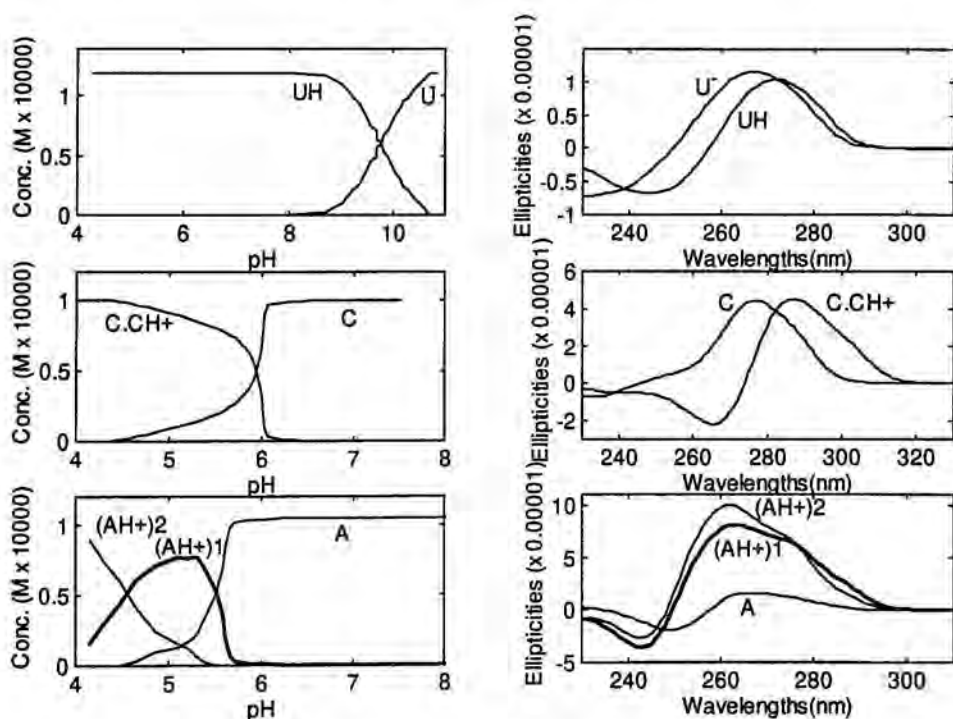 Conc. (M x 10000)
1
0.5
0
UH
U-
4
6
8
10
pH
Ellipticities (x 0.00001)
1
0.5
0
-0.5
-1
U-
UH
240
260
280
300
Wavelengths(nm)
Conc. (M x 10000)
1
0.5
0
C.CH+
C
4
5
6
7
8
pH
Ellipticities (x 0.00001)
6
4
2
0
-2
C
C.CH+
240
260
280
300
320
Wavelengths(nm)
Conc. (M x 10000)
1
0.5
0
(AH+)2
(AH+)1
A
4
5
6
7
8
pH
Ellipticities (x 0.00001)
10
5
0
-5
(AH+)2
(AH+)1
A
240
260
280
300
Wavelengths(nm)